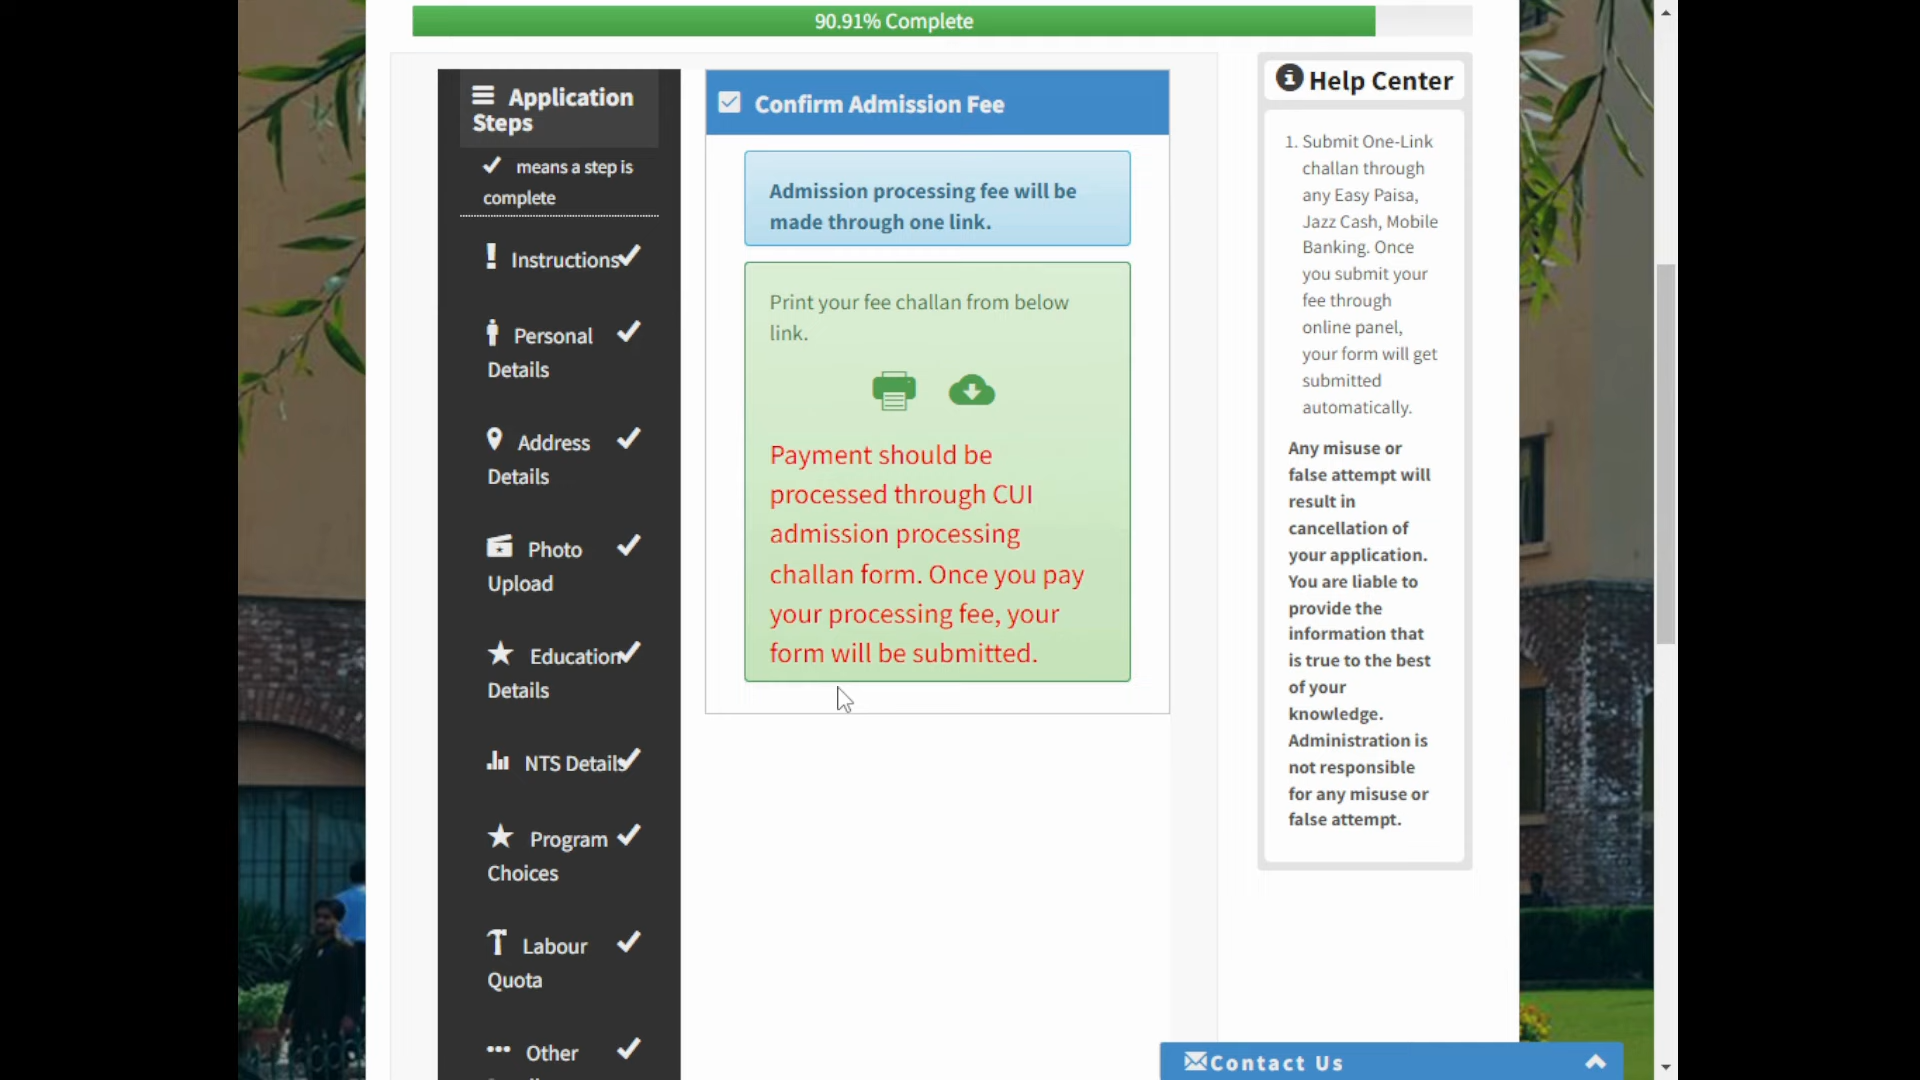 90.91% Complete
Application
Steps
means a step is
complete
Instructions
Personal
Details
Address
Details
Photo
Upload
Education
Details
NTS Details
Program
Choices
Labour
Quota
Other
Confirm Admission Fee
Admission processing fee will be
made through one link.
Print your fee challan from below
link.
Payment should be
processed through CUI
admission processing
challan form. Once you pay
your processing fee, your
form will be submitted.
Help Center
1. Submit One-Link
challan through
any Easy Paisa,
Jazz Cash, Mobile
Banking. Once
you submit your
fee through
online panel,
your form will get
submitted
automatically.
Any misuse or
false attempt will
result in
cancellation of
your application.
You are liable to
provide the
information that
is true to the best
of your
knowledge.
Administration is
not responsible
for any misuse or
false attempt.
Contact Us